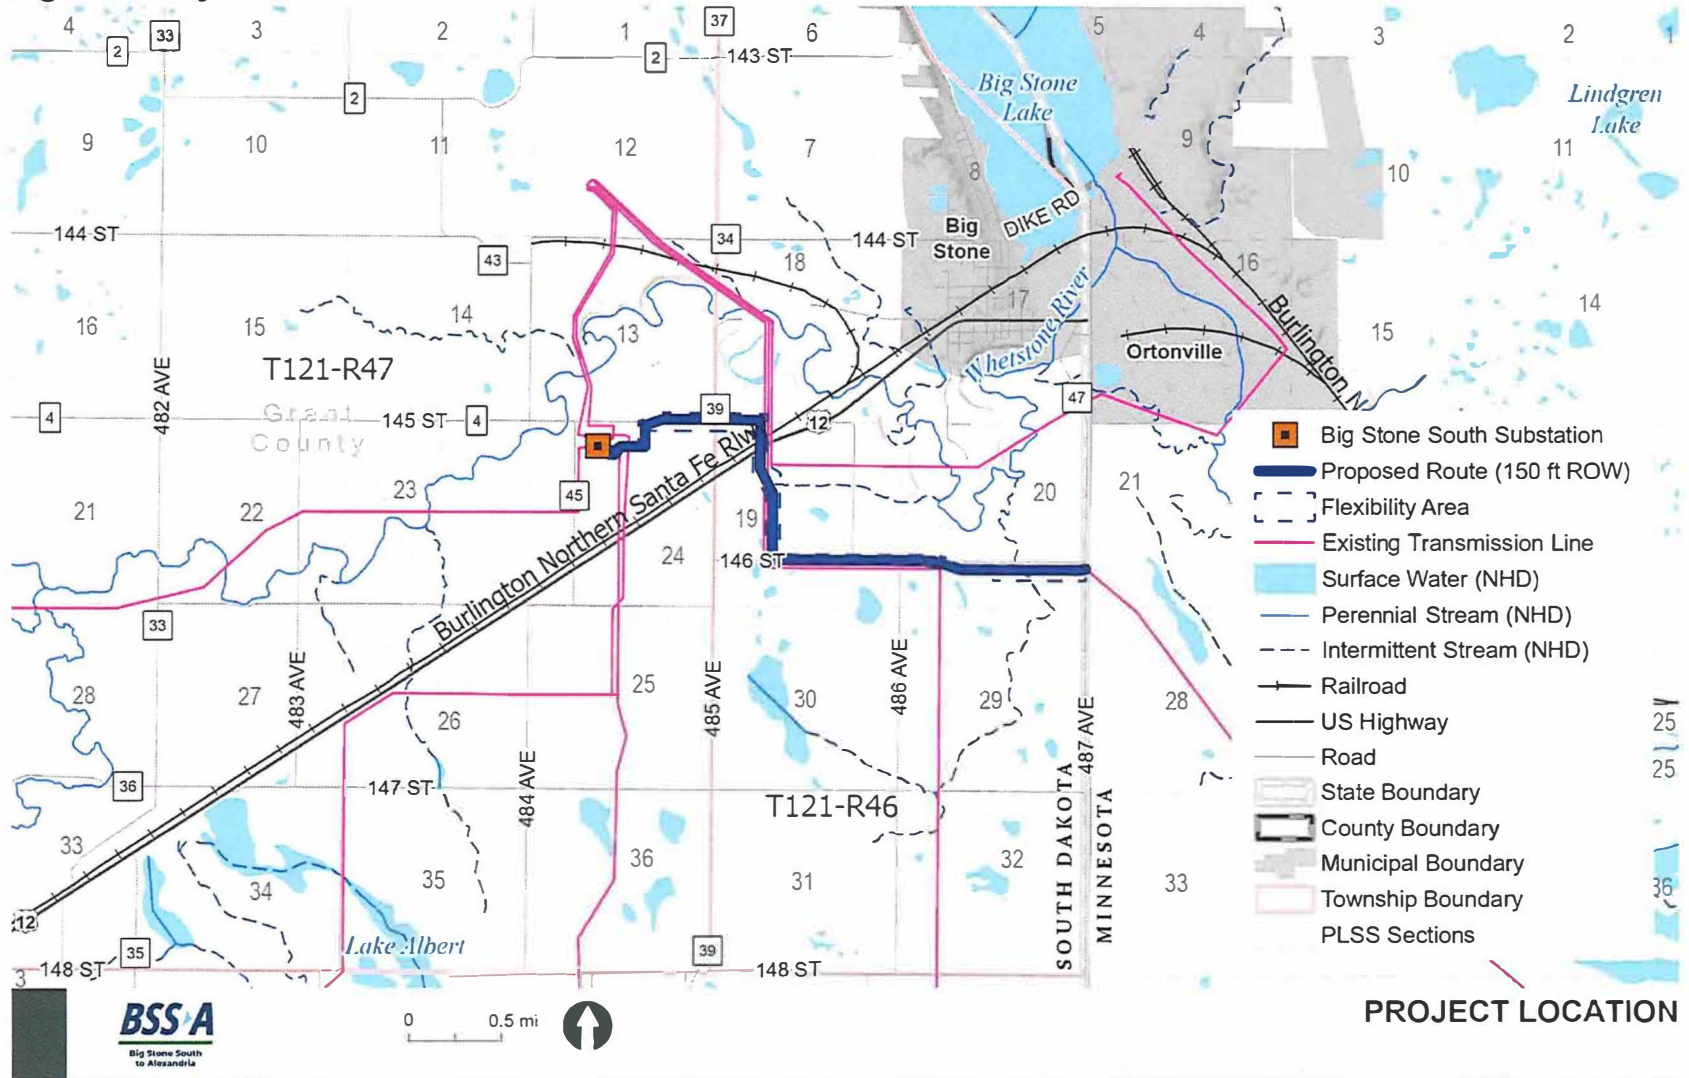 4
2
33
3
2
1
2
37
143 ST
6
5
4
3
2
1
2
Big Stone
Lake
Lindgren
Lake
9
10
11
12
7
8
9
10
11
144 ST
43
34
144 ST
18
Big
Stone
DIKE RD
16
16
15
14
13
17
Whetstone River
Ortonville
Burlington N
15
14
T121-R47
482 AVE
Grant
County
4
145 ST
4
39
12
47
21
22
23
45
Burlington Northern Santa Fe Rlwy
24
19
146 ST
20
21
33
28
27
483 AVE
26
25
485 AVE
30
486 AVE
29
487 AVE
28
36
147 ST
484 AVE
T121-R46
SOUTH DAKOTA
MINNESOTA
33
34
35
36
31
32
33
12
35
Lake Albert
39
3
148 ST
148 ST
Big Stone South Substation
Proposed Route (150 ft ROW)
Flexibility Area
Existing Transmission Line
Surface Water (NHD)
Perennial Stream (NHD)
Intermittent Stream (NHD)
Railroad
US Highway
Road
State Boundary
County Boundary
Municipal Boundary
Township Boundary
PLSS Sections
25
25
36
BSSA
Big Stone South
to Alexandria
0 0.5 mi
PROJECT LOCATION